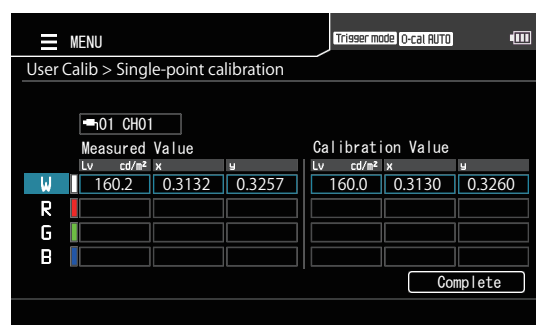 MENU
Trigger mode O-cal AUTO
User Calib > Single-point calibration
01 CH01
Measured Value Calibration Value
Lv cd/m² x y Lv cd/m² x y
W 160.2 0.3132 0.3257 160.0 0.3130 0.3260
R
G
B
Complete